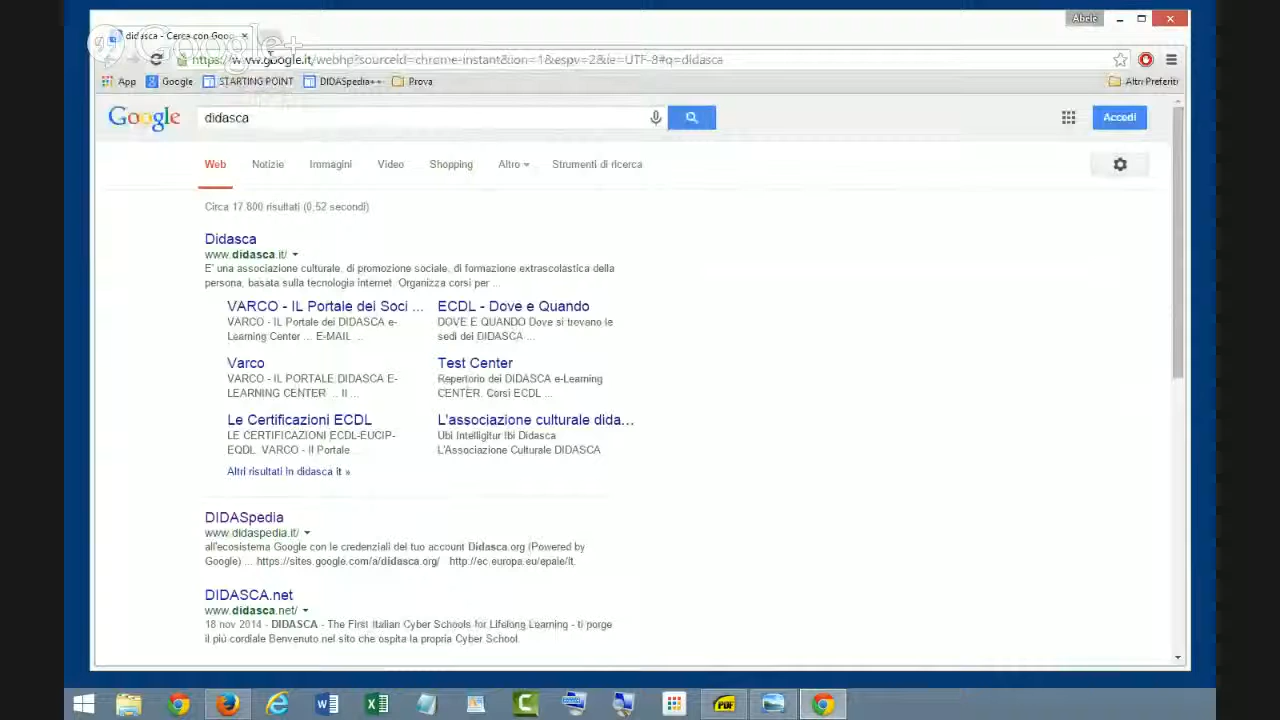 Abele
didasca - Cerca con Goo
Google+
https://www.google.it/webhp?sourceid=chrome-instant&ion=1&espv=2&ie=UTF-8#q=didasca
App Google STARTING POINT DIDASpedia++ Prova Altri Preferiti
Google didasca Accedi
Web Notizie Immagini Video Shopping Altro Strumenti di ricerca
Circa 17.800 risultati (0,52 secondi)
Didasca
www.didasca.it/
E' una associazione culturale, di promozione sociale, di formazione extrascolastica della
persona, basata sulla tecnologia internet. Organizza corsi per ...
VARCO - IL Portale dei Soci ...
VARCO - IL Portale dei DIDASCA e-
Learning Center ... E-MAIL ...
ECDL - Dove e Quando
DOVE E QUANDO Dove si trovano le
sedi dei DIDASCA ...
Varco
VARCO - IL PORTALE DIDASCA E-
LEARNING CENTER ... Il ...
Test Center
Repertorio dei DIDASCA e-Learning
CENTER. Corsi ECDL ...
Le Certificazioni ECDL
LE CERTIFICAZIONI ECDL-EUCIP-
EQDL. VARCO - Il Portale
L'associazione culturale dida...
Ubi Intelligitur Ibi Didasca
L'Associazione Culturale DIDASCA
Altri risultati in didasca.it »
DIDASpedia
www.didaspedia.it/
all'ecosistema Google con le credenziali del tuo account Didasca.org (Powered by
Google) ... https://sites.google.com/a/didasca.org/ http://ec.europa.eu/epale/it.
DIDASCA.net
www.didasca.net/
18 nov 2014 - DIDASCA - The First Italian Cyber Schools for Lifelong Learning - ti porge
il più cordiale Benvenuto nel sito che ospita la propria Cyber School.
PDF